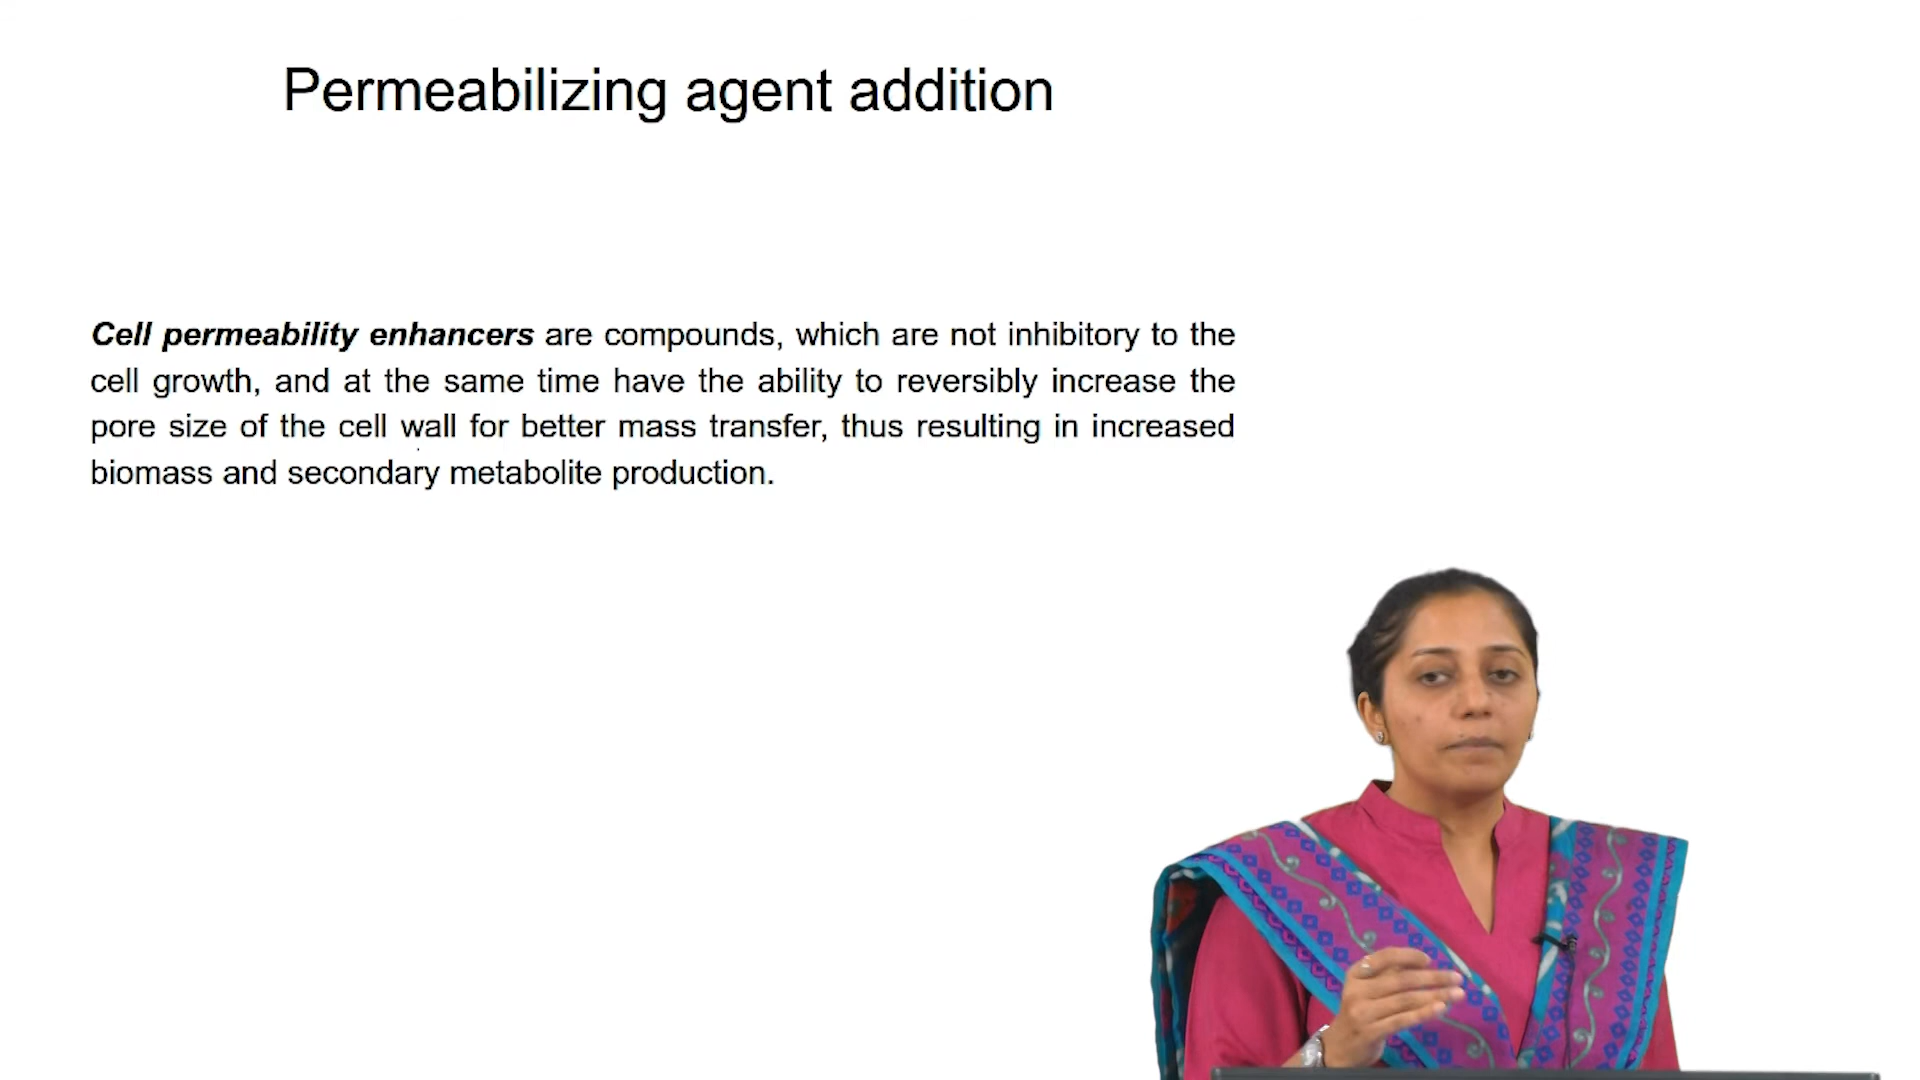 Permeabilizing agent addition
Cell permeability enhancers are compounds, which are not inhibitory to the
cell growth, and at the same time have the ability to reversibly increase the
pore size of the cell wall for better mass transfer, thus resulting in increased
biomass and secondary metabolite production.